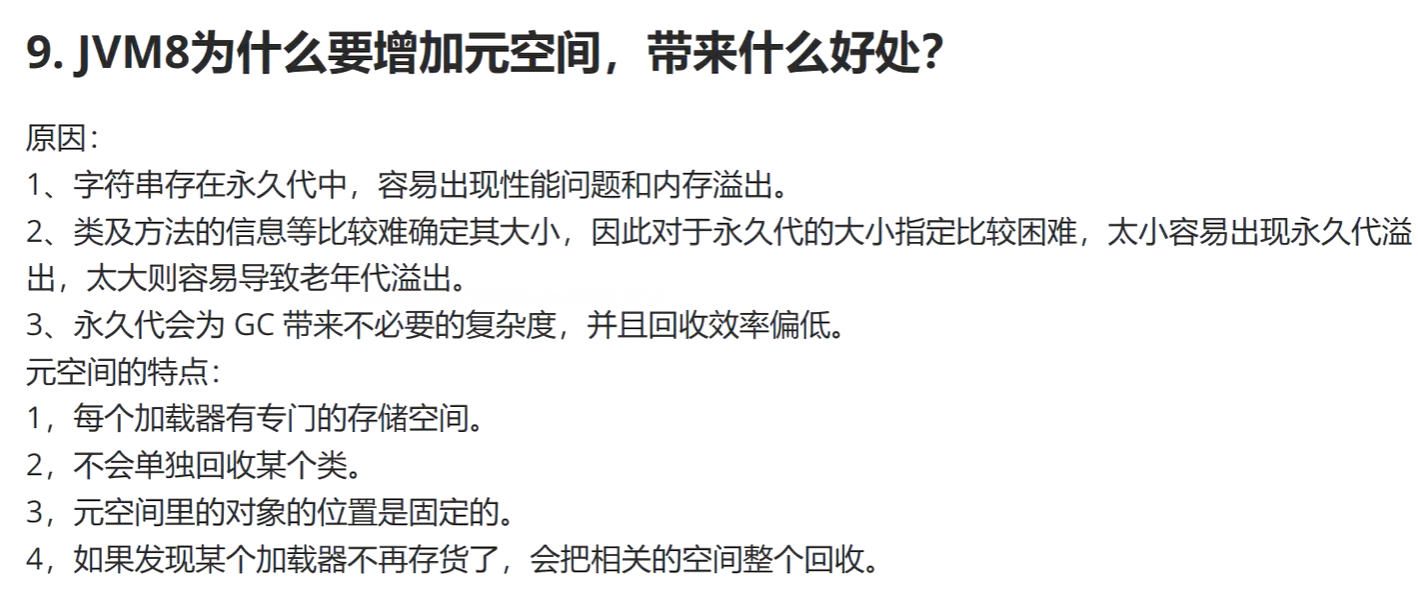 9. JVM8为什么要增加元空间，带来什么好处？
原因：
1、字符串存在永久代中，容易出现性能问题和内存溢出。
2、类及方法的信息等比较难确定其大小，因此对于永久代的大小指定比较困难，太小容易出现永久代溢
出，太大则容易导致老年代溢出。
3、永久代会为 GC 带来不必要的复杂度，并且回收效率偏低。
元空间的特点：
1，每个加载器有专门的存储空间。
2，不会单独回收某个类。
3，元空间里的对象的位置是固定的。
4，如果发现某个加载器不再存货了，会把相关的空间整个回收。